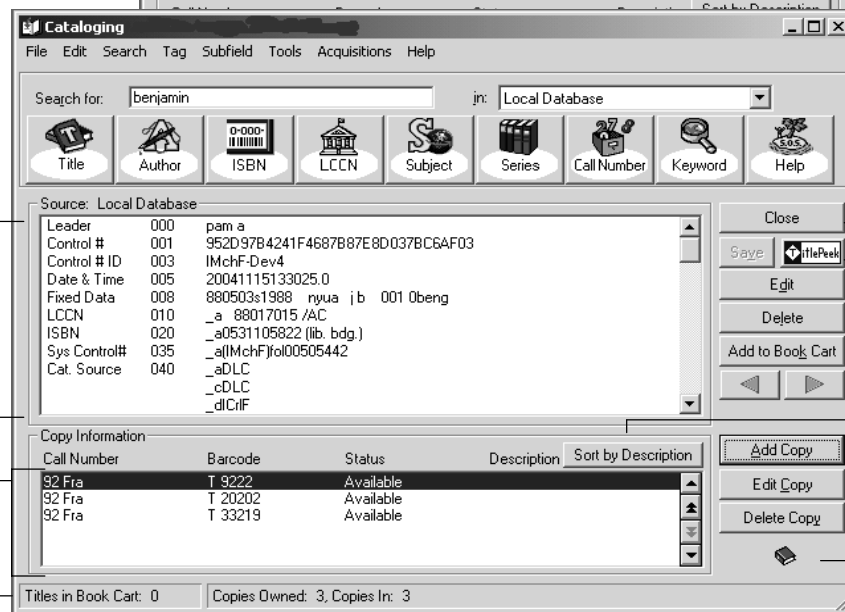 Cataloging
File Edit Search Tag Subfield Tools Acquisitions Help
Search for: benjamin in: Local Database
0-000-
27 8
S.O.S.
Title Author ISBN LCCN Subject Series Call Number Keyword Help
Source: Local Database
Leader 000 pam a
Control # 001 952D97B4241F4687B87E8D037BC6AF03
Control # ID 003 IMchF-Dev4
Date & Time 005 20041115133025.0
Fixed Data 008 880503s1988 nyua j b 001 0beng
LCCN 010 _a 88017015 /AC
ISBN 020 _a0531105822 (lib. bdg.)
Sys Control# 035 _a(IMchF)fol00505442
Cat. Source 040 _aDLC
_cDLC
_dICrlF
Close
Save TitlePeek
Edit
Delete
Add to Book Cart
Copy Information
Call Number Barcode Status Description Sort by Description
92 Fra T 9222 Available
92 Fra T 20202 Available
92 Fra T 33219 Available
Add Copy
Edit Copy
Delete Copy
Titles in Book Cart: 0 Copies Owned: 3, Copies In: 3